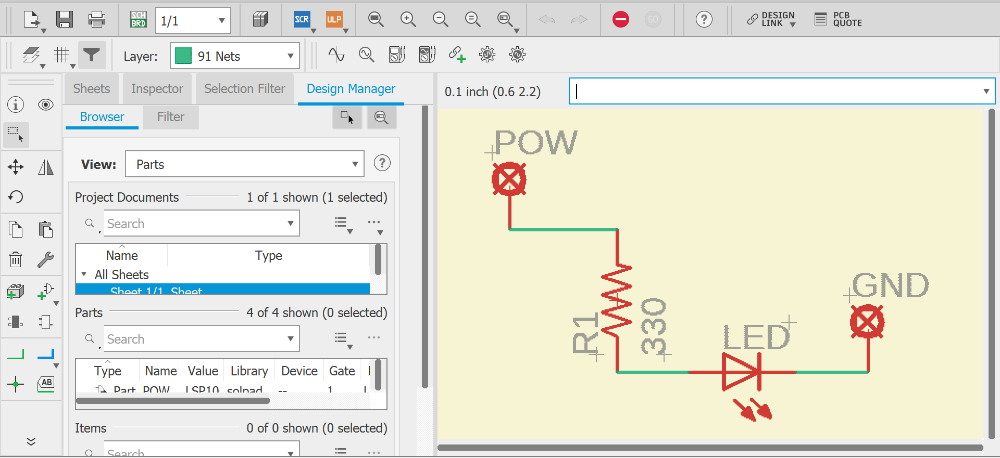 SCH
BRD
1/1
SCR
ULP
GO
?
DESIGN
LINK
PCB
QUOTE
Layer:
91 Nets
Sheets
Inspector
Selection Filter
Design Manager
0.1 inch (0.6 2.2)
Browser
Filter
View:
Parts
?
Project Documents
1 of 1 shown (1 selected)
Search
Name
Type
All Sheets
Sheet 1/1 Sheet
Parts
4 of 4 shown (0 selected)
Search
Type
Name
Value
Library
Device
Gate
Part
POW
LSP10
solpad
--
1
Items
0 of 0 shown (0 selected)
Search
AB
POW
R1
330
LED
GND